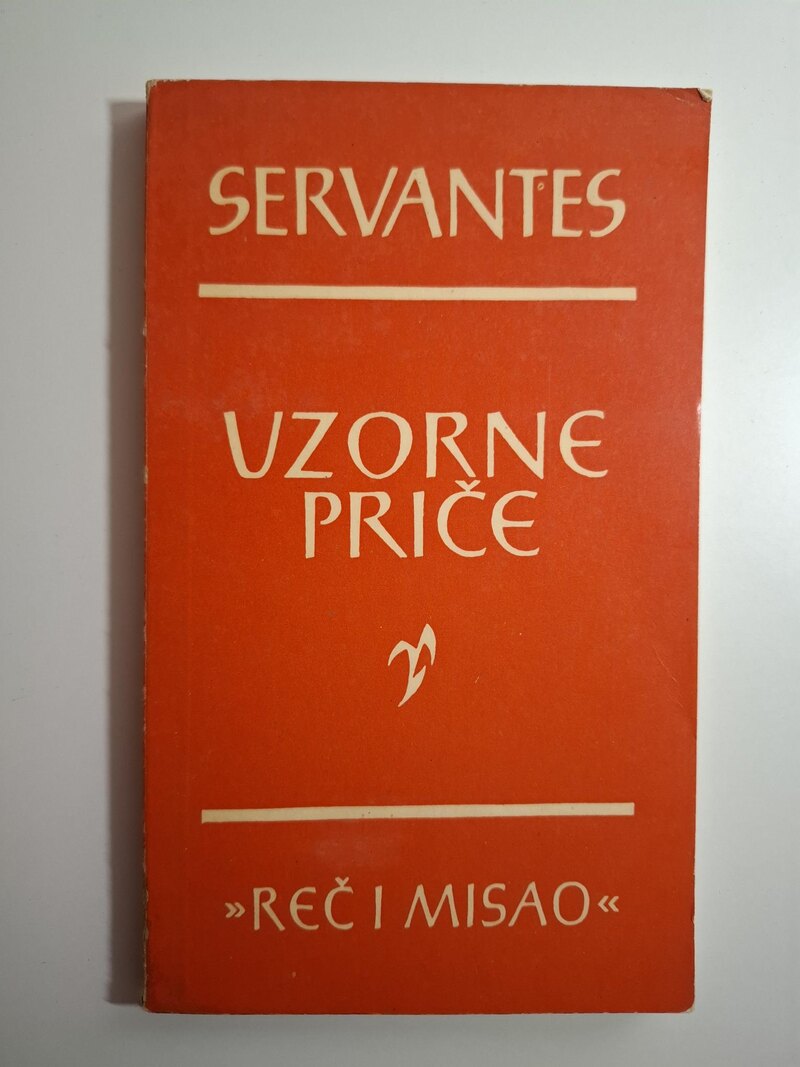 SERVANTES
UZORNE
PRIČE
»REČ I MISAO«